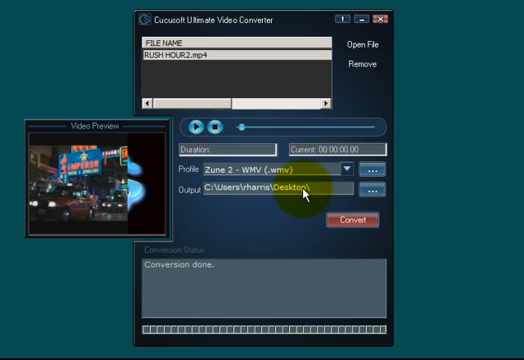 Cucusoft Ultimate Video Converter
FILE NAME
RUSH HOUR2.mp4
Open File
Remove
Video Preview
EMPEROR
Duration:
Current: 00:00:00.00
Profile
Zune 2 - WMV (.wmv)
...
Output
C:\Users\rharris\Desktop\
...
Convert
Conversion Status
Conversion done.